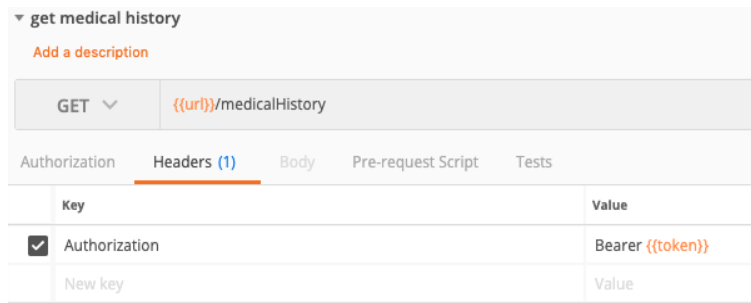 get medical history
Add a description
GET {{url}}/medicalHistory
Authorization Headers (1) Body Pre-request Script Tests
Key Value
Authorization Bearer {{token}}
New key Value